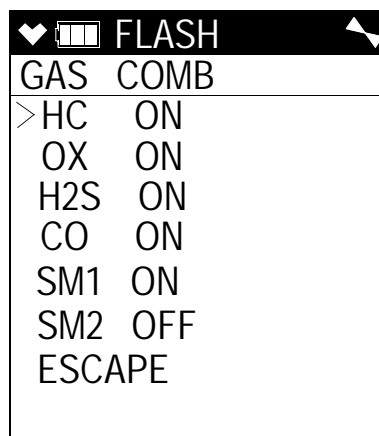 FLASH
GAS COMB
>HC ON
OX ON
H2S ON
CO ON
SM1 ON
SM2 OFF
ESCAPE